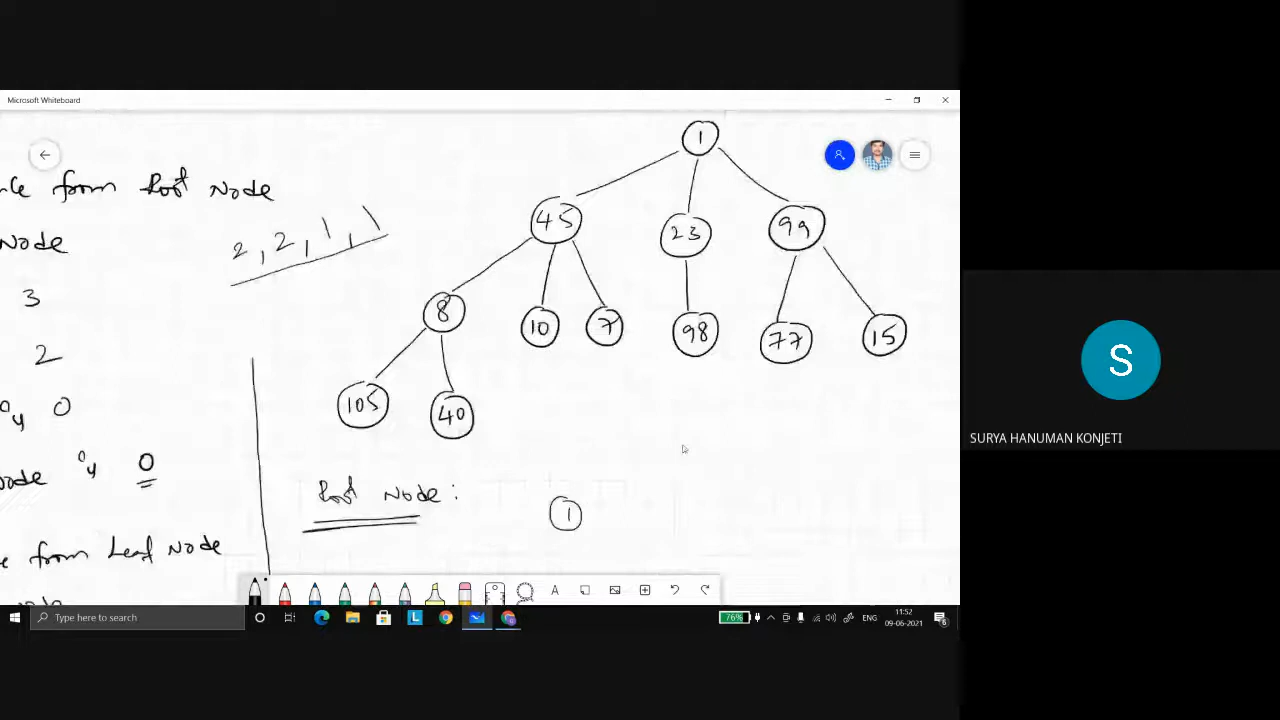 Microsoft Whiteboard
1
from Root Node
45
23
99
Node
2, 2, 1, 1
3
8
10
7
98
77
15
2
105
40
0
Node
0
Root Node :
1
from Leaf Node
SURYA HANUMAN KONJETI
S
A
Type here to search
L
76%
ENG
11:52
09-06-2021
6